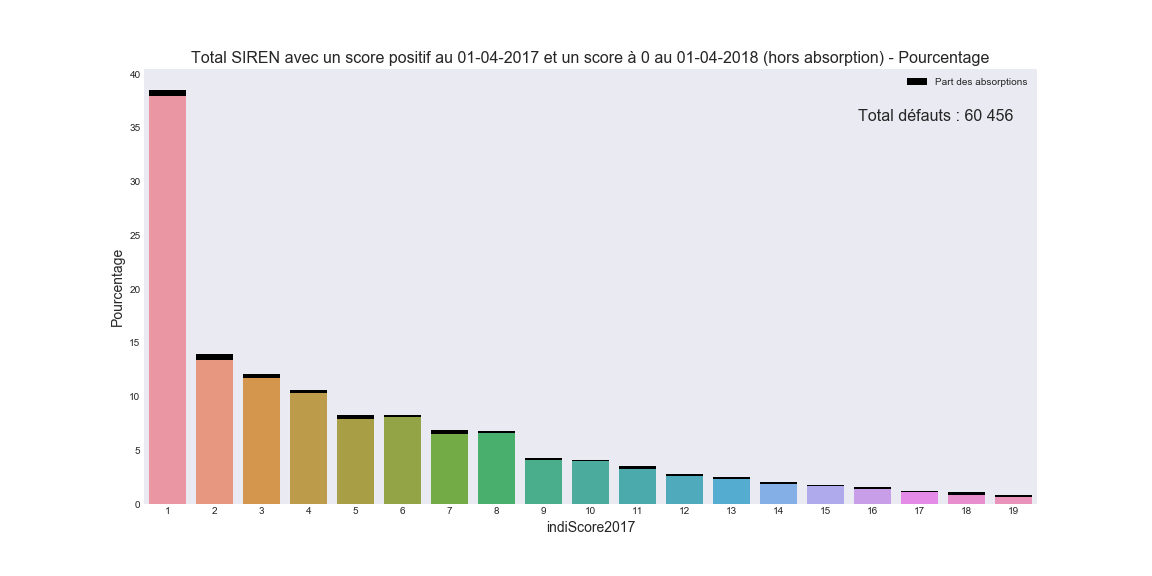 Total SIREN avec un score positif au 01-04-2017 et un score à 0 au 01-04-2018 (hors absorption) - Pourcentage
40
35
30
25
20
15
10
5
0
Pourcentage
Part des absorptions
Total défauts : 60 456
1 2 3 4 5 6 7 8 9 10 11 12 13 14 15 16 17 18 19
indiScore2017